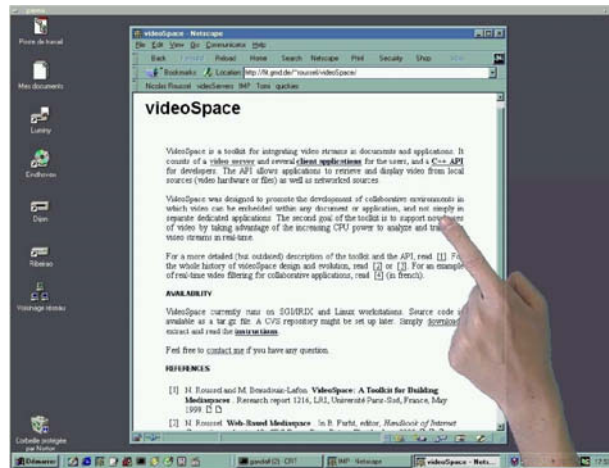 Poste de travail
Mes documents
Luminy
Eindhoven
Dijon
Ribeirao
Voisinage réseau
Corbeille protégée
par Norton
videoSpace - Netscape
File Edit View Go Communicator Help
Back Reload Home Search Netscape Print Security Shop
Bookmarks Location http://fit.gmd.de/~roussel/videoSpace/
Nicolas Roussel videoServers IMP Tomi quickies
videoSpace
VideoSpace is a toolkit for integrating video streams in documents and applications. It
consists of a video server and several client applications for the users, and a C++ API
for developers. The API allows applications to retrieve and display video from local
sources (video hardware or files) as well as networked sources.
VideoSpace was designed to promote the development of collaborative environments in
which video can be embedded within any document or application, and not simply in
separate dedicated applications. The second goal of the toolkit is to support new uses
of video by taking advantage of the increasing CPU power to analyze and
video streams in real-time.
For a more detailed (but outdated) description of the toolkit and the API, read [1]. For
the whole history of videoSpace design and evolution, read [2] or [3]. For an example
of real-time video filtering for collaborative applications, read [4] (in french).
AVAILABILITY
VideoSpace currently runs on SGI/IRIX and Linux workstations. Source code
available as a tar.gz file. A CVS repository might be set up later. Simply download,
extract and read the instructions.
Feel free to contact me if you have any question.
REFERENCES
[1] N. Roussel and M. Beaudouin-Lafon. VideoSpace: A Toolkit for Building
Mediaspaces. Research report 1216, LRI, Université Paris-Sud, France, May
1999.
[2] N. Roussel. Web-Based Mediaspace. In B. Furht, editor, Handbook of Internet
Démarrer
gandalf (2) CRT
IMP - Netscape
videoSpace - Nets...